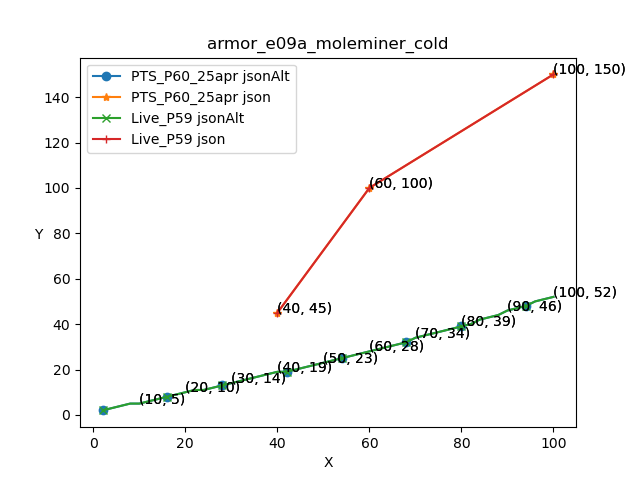 armor_e09a_moleminer_cold
PTS_P60_25apr jsonAlt
PTS_P60_25apr json
Live_P59 jsonAlt
Live_P59 json
(100, 150)
(60, 100)
(40, 45)
(100, 52)
(90, 46)
(80, 39)
(70, 34)
(60, 28)
(50, 23)
(40, 19)
(30, 14)
(20, 10)
(10, 5)
Y
140
120
100
80
60
40
20
0
0 20 40 60 80 100
X